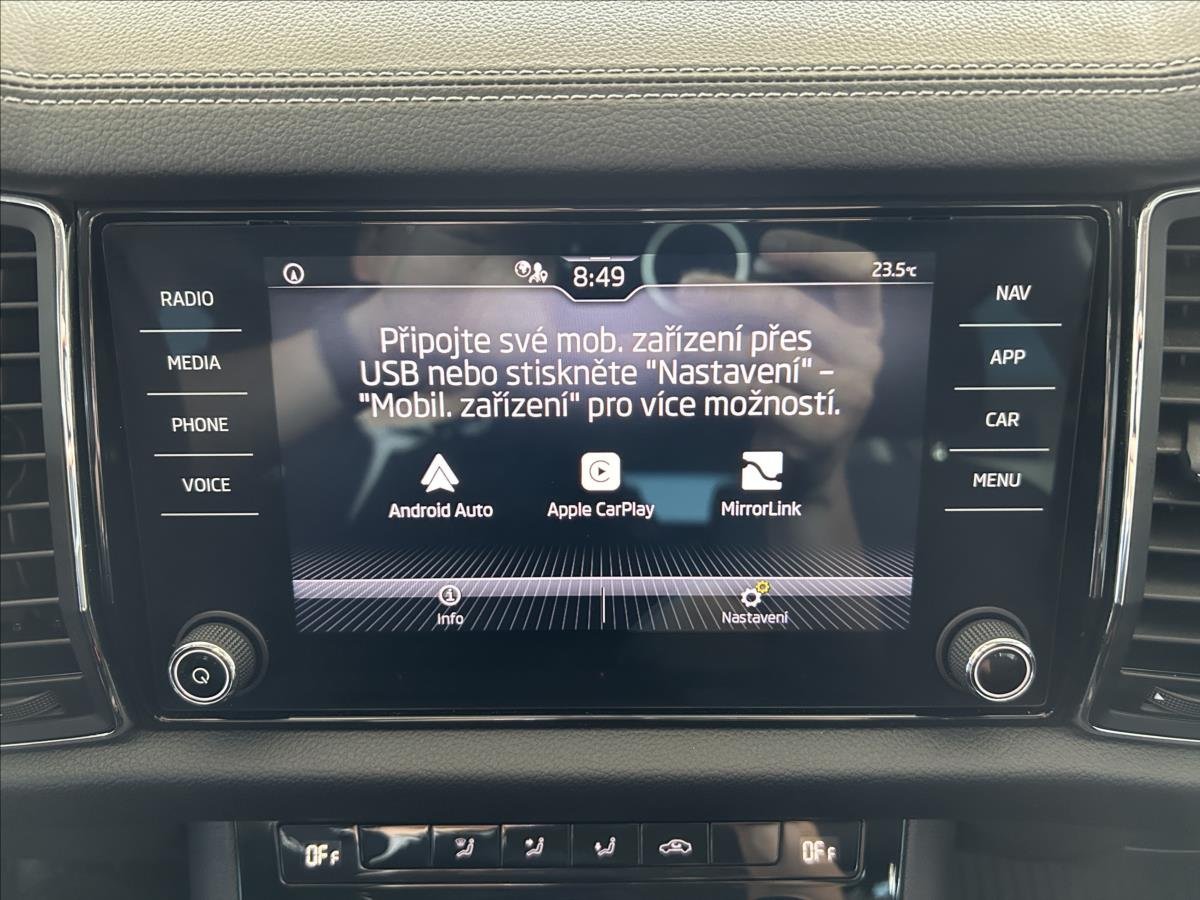 8:49
23.5°C
RADIO
MEDIA
PHONE
VOICE
Připojte své mob. zařízení přes
USB nebo stiskněte "Nastavení" –
"Mobil. zařízení" pro více možností.
Android Auto
Apple CarPlay
MirrorLink
Info
Nastavení
NAV
APP
CAR
MENU
OFF
OFF